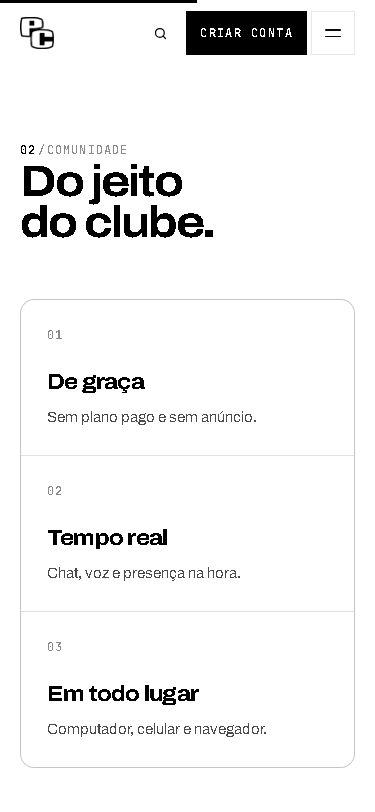 PC
CRIAR CONTA
02/COMUNIDADE
Do jeito
do clube.
01
De graça
Sem plano pago e sem anúncio.
02
Tempo real
Chat, voz e presença na hora.
03
Em todo lugar
Computador, celular e navegador.